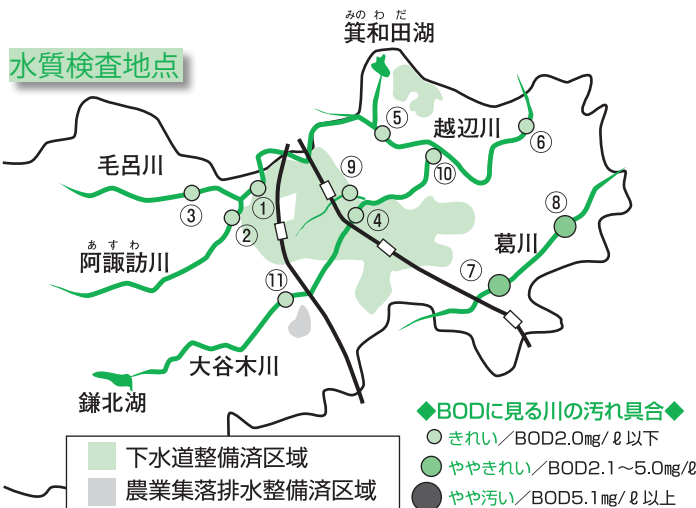 水質検査地点
みのわだ
箕和田湖
⑤
越辺川
⑥
毛呂川
⑨
⑩
③
①
②
④
⑧
あすわ
阿諏訪川
葛川
⑦
⑪
大谷木川
鎌北湖
◆BODに見る川の汚れ具合◆
きれい／BOD2.0㎎/ℓ以下
ややきれい／BOD2.1～5.0㎎/ℓ
やや汚い／BOD5.1㎎/ℓ以上
下水道整備済区域
農業集落排水整備済区域